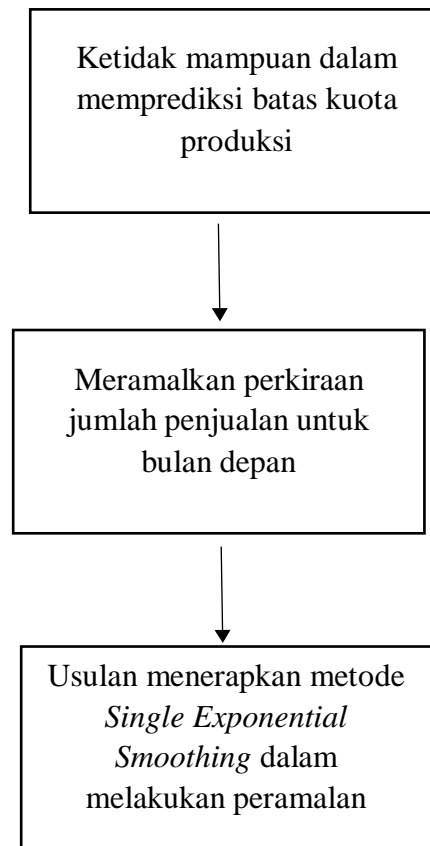 Ketidak mampuan dalam
memprediksi batas kuota
produksi
Meramalkan perkiraan
jumlah penjualan untuk
bulan depan
Usulan menerapkan metode
Single Exponential
Smoothing dalam
melakukan peramalan